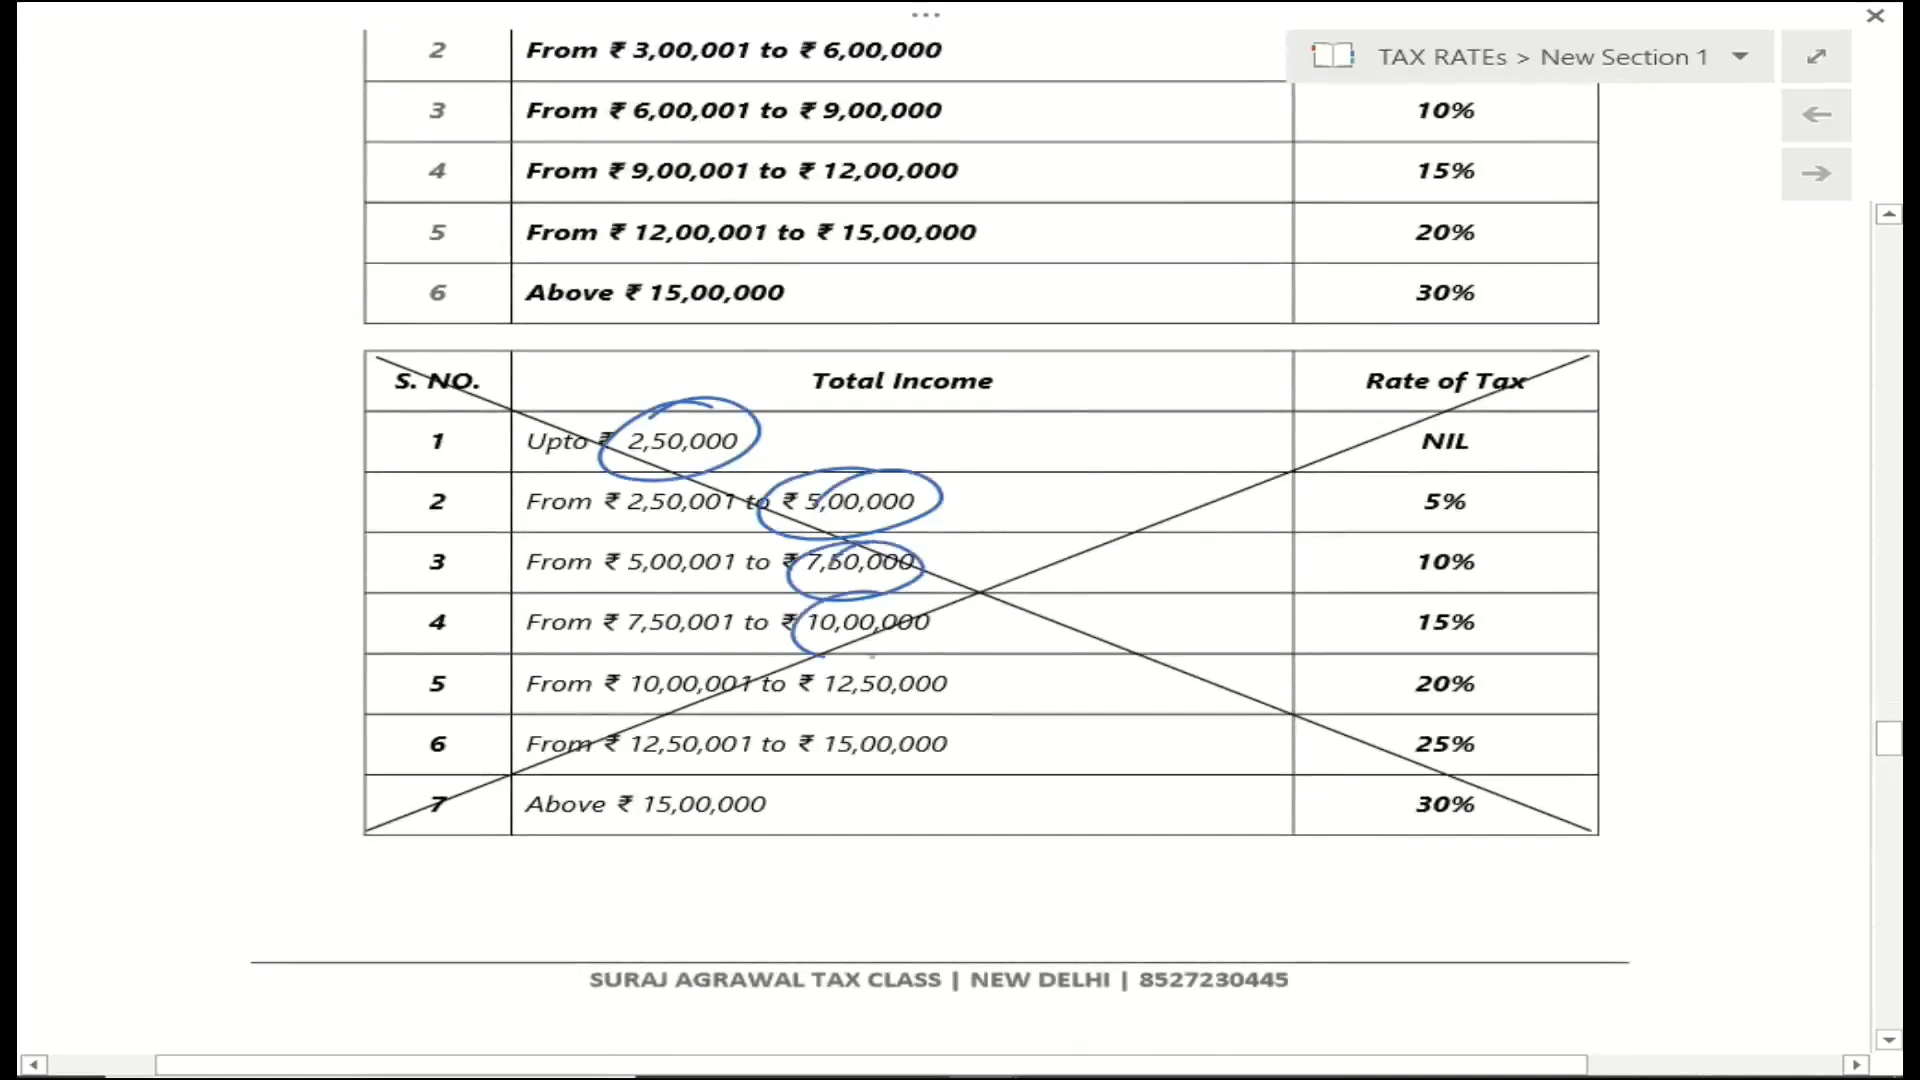 ...
TAX RATEs > New Section 1
2 From ₹ 3,00,001 to ₹ 6,00,000
3 From ₹ 6,00,001 to ₹ 9,00,000 10%
4 From ₹ 9,00,001 to ₹ 12,00,000 15%
5 From ₹ 12,00,001 to ₹ 15,00,000 20%
6 Above ₹ 15,00,000 30%
S. NO. Total Income Rate of Tax
1 Upto ₹ 2,50,000 NIL
2 From ₹ 2,50,001 to ₹ 5,00,000 5%
3 From ₹ 5,00,001 to ₹ 7,50,000 10%
4 From ₹ 7,50,001 to ₹ 10,00,000 15%
5 From ₹ 10,00,001 to ₹ 12,50,000 20%
6 From ₹ 12,50,001 to ₹ 15,00,000 25%
7 Above ₹ 15,00,000 30%
SURAJ AGRAWAL TAX CLASS | NEW DELHI | 8527230445